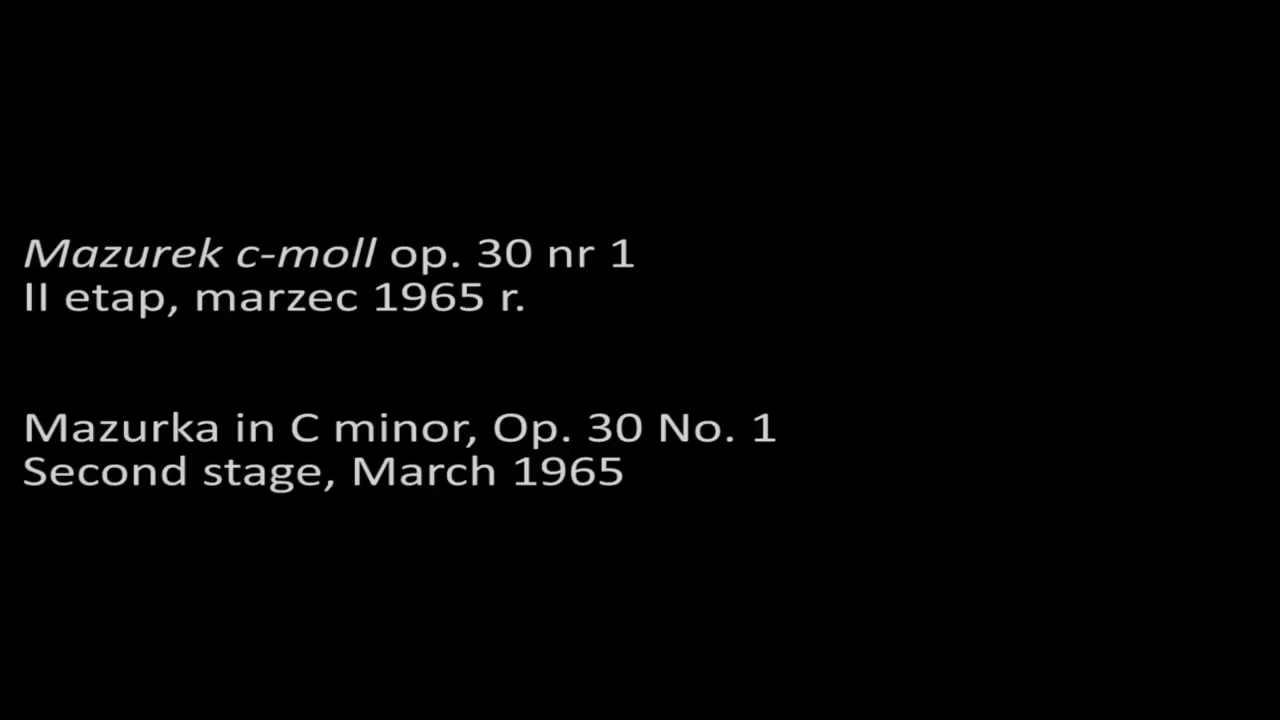 Mazurek c-moll op. 30 nr 1
II etap, marzec 1965 r.
Mazurka in C minor, Op. 30 No. 1
Second stage, March 1965